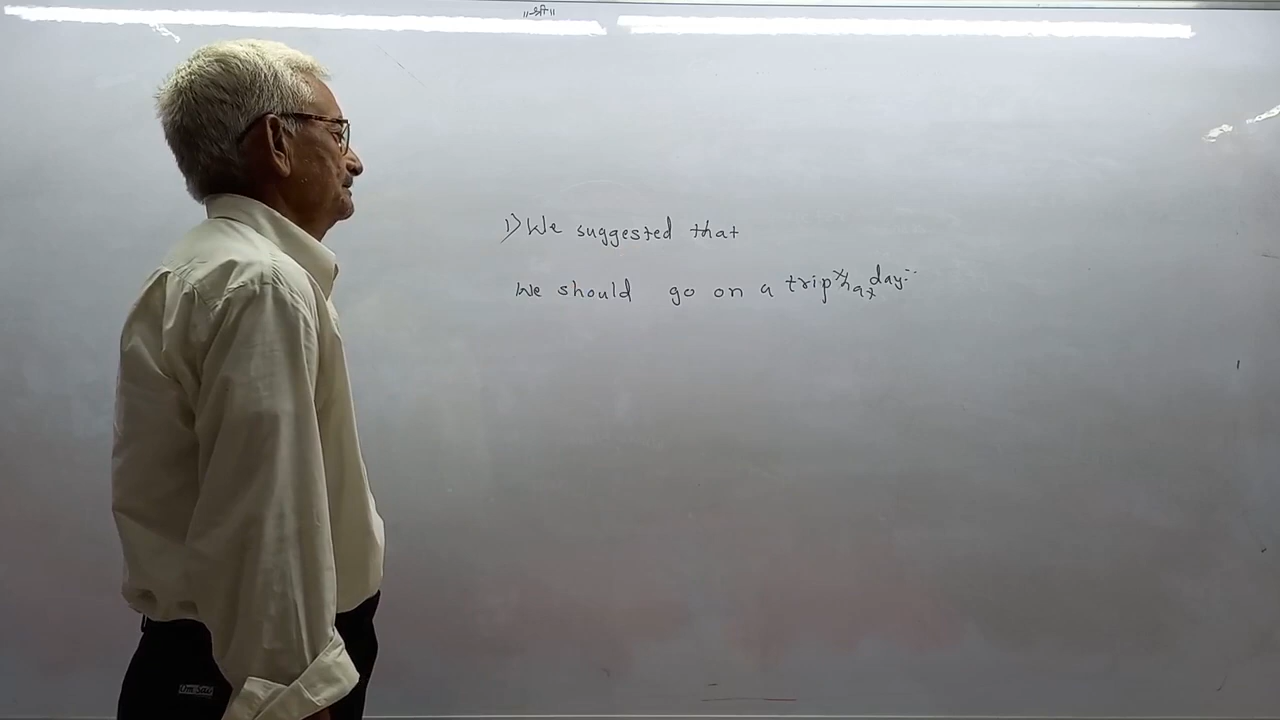 ॥श्री॥
1) We suggested that
We should go on a trip day